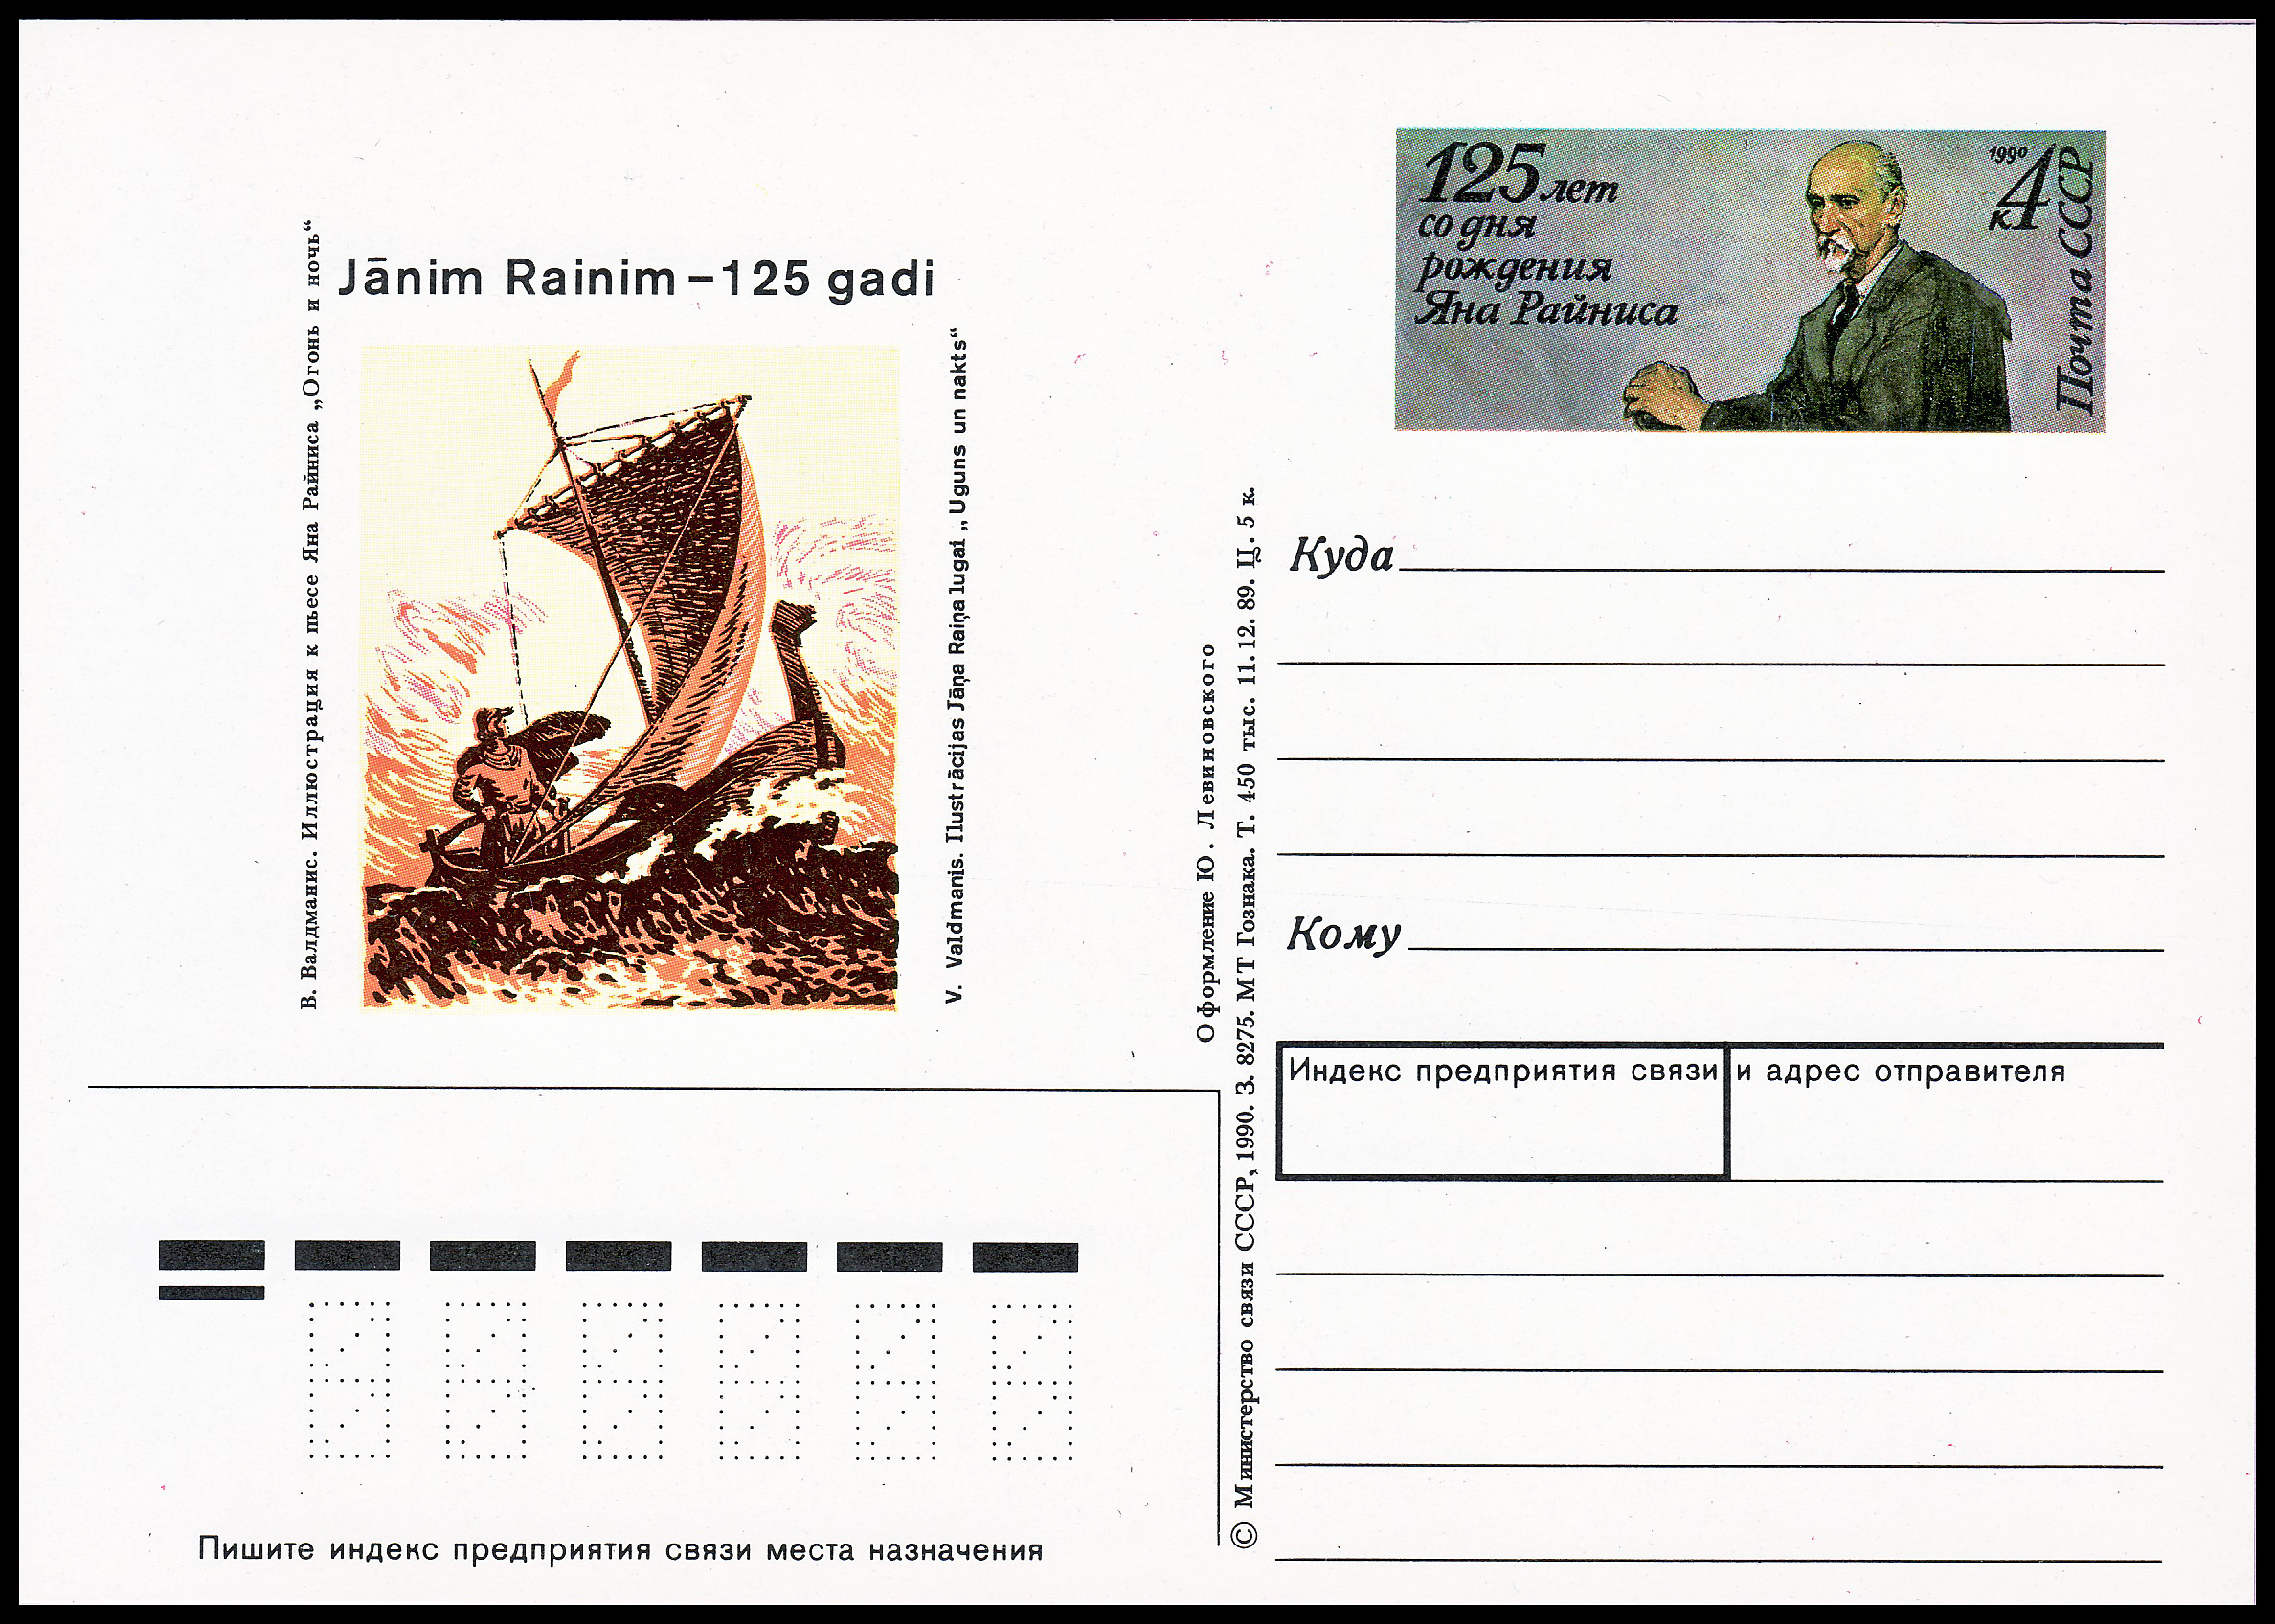 В. Валдманис. Иллюстрация к пьесе Яна Райниса „Огонь и ночь“
Jānim Rainim – 125 gadi
V. Valdmanis. Ilustrācijas Jāņa Raiņa lugai „Uguns un nakts“
125 лет
со дня
рождения
Яна Райниса
1990
4к
Почта СССР
Оформление Ю. Левиновского
© Министерство связи СССР, 1990. З. 8275. МТ Гознака. Т. 450 тыс. 11.12.89. Ц. 5 к.
Куда
Кому
Индекс предприятия связи и адрес отправителя
Пишите индекс предприятия связи места назначения